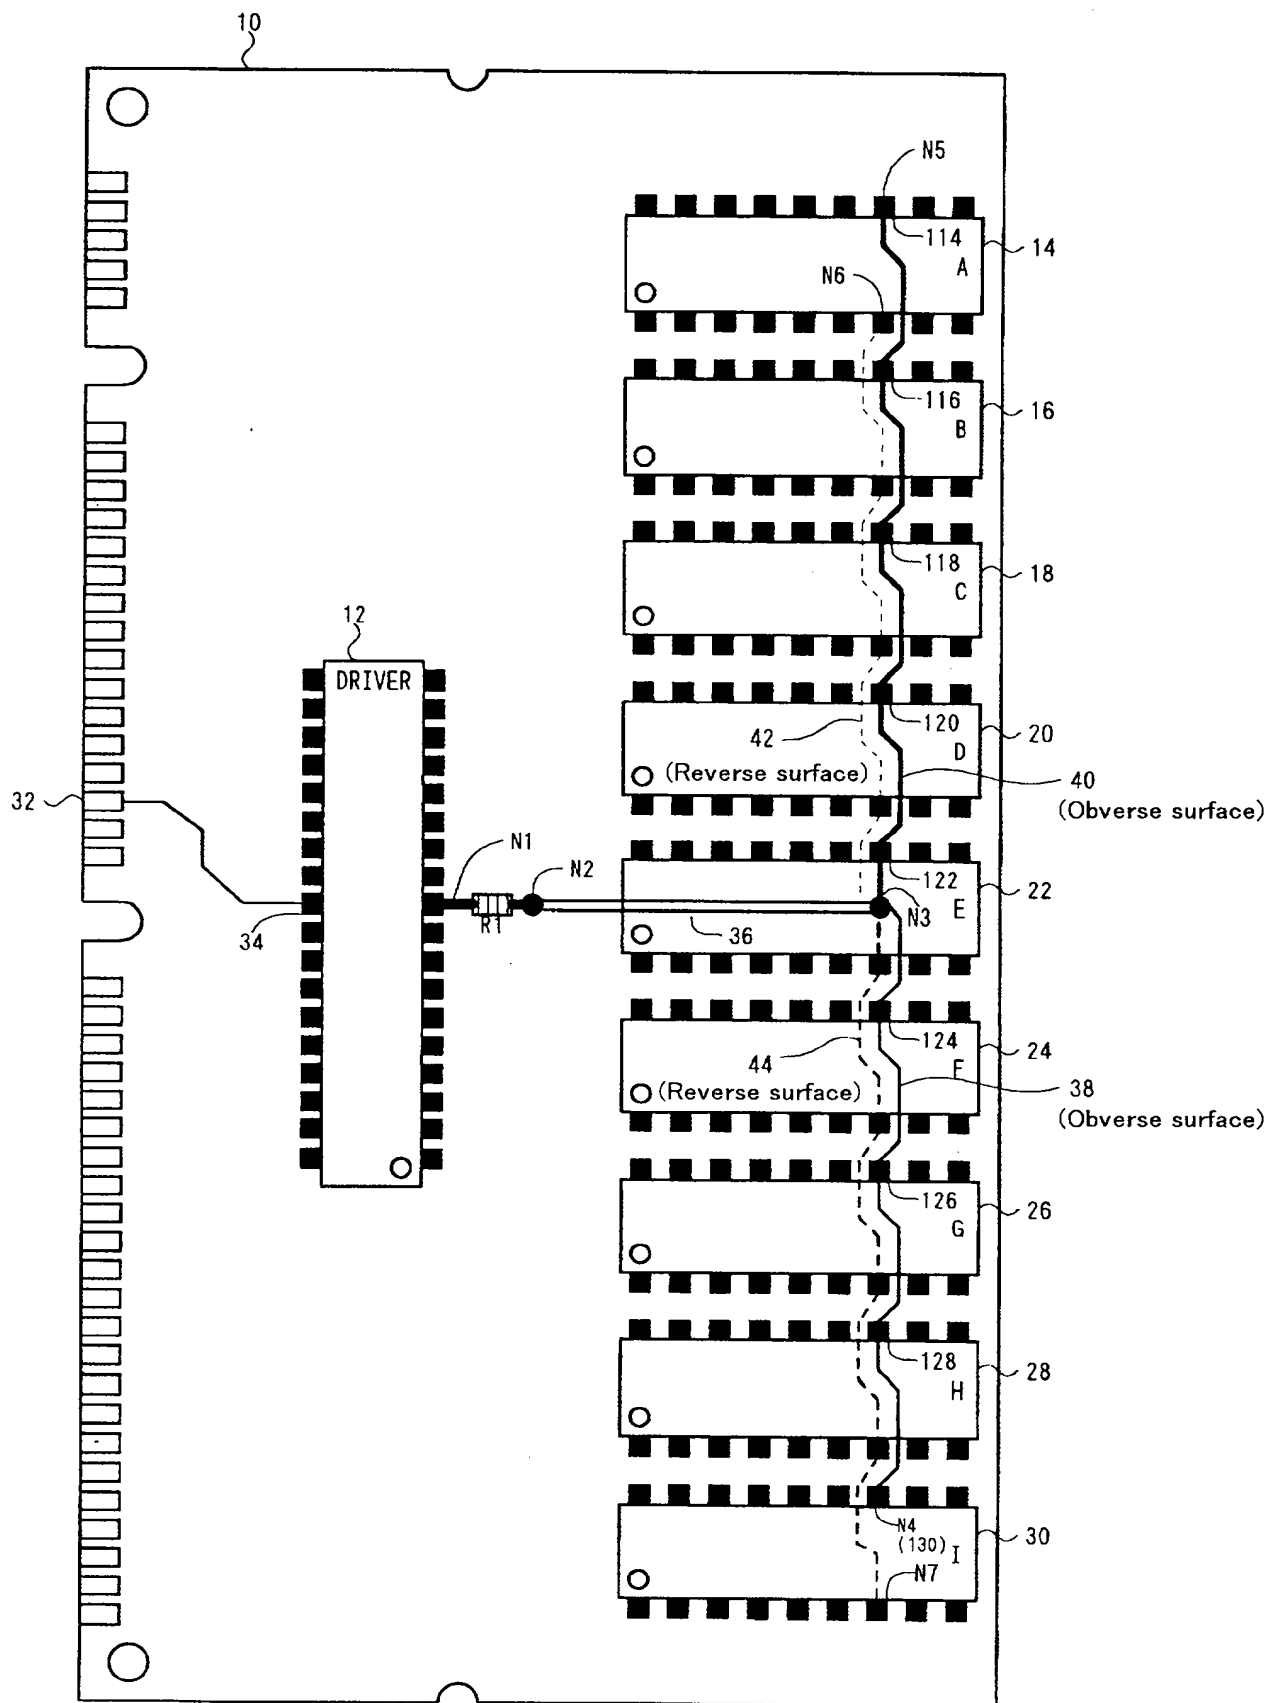 10
N5
114
14
A
N6
116
16
B
118
18
C
12
DRIVER
120
20
42
D
(Reverse surface)
40
32
(Obverse surface)
N1
N2
122
22
N3
E
R1
34
36
124
24
44
F
(Reverse surface)
38
(Obverse surface)
126
26
G
128
28
H
N4
30
(130)
I
N7